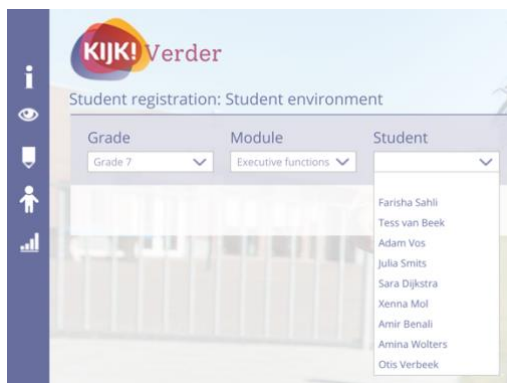 KIJK! Verder
Student registration: Student environment
Grade Module Student
Grade 7 Executive functions
Farisha Sahli
Tess van Beek
Adam Vos
Julia Smits
Sara Dijkstra
Xenna Mol
Amir Benali
Amina Wolters
Otis Verbeek